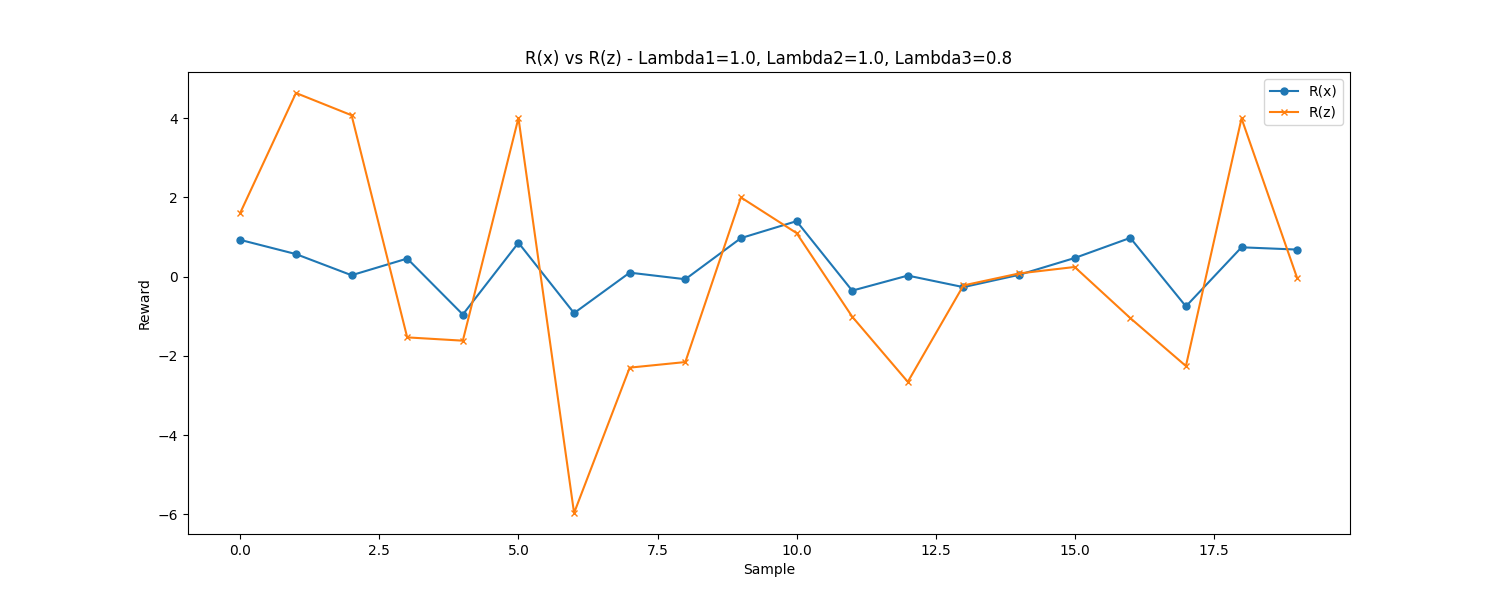 R(x) vs R(z) - Lambda1=1.0, Lambda2=1.0, Lambda3=0.8
R(x)
R(z)
Reward
4
2
0
−2
−4
−6
0.0 2.5 5.0 7.5 10.0 12.5 15.0 17.5
Sample